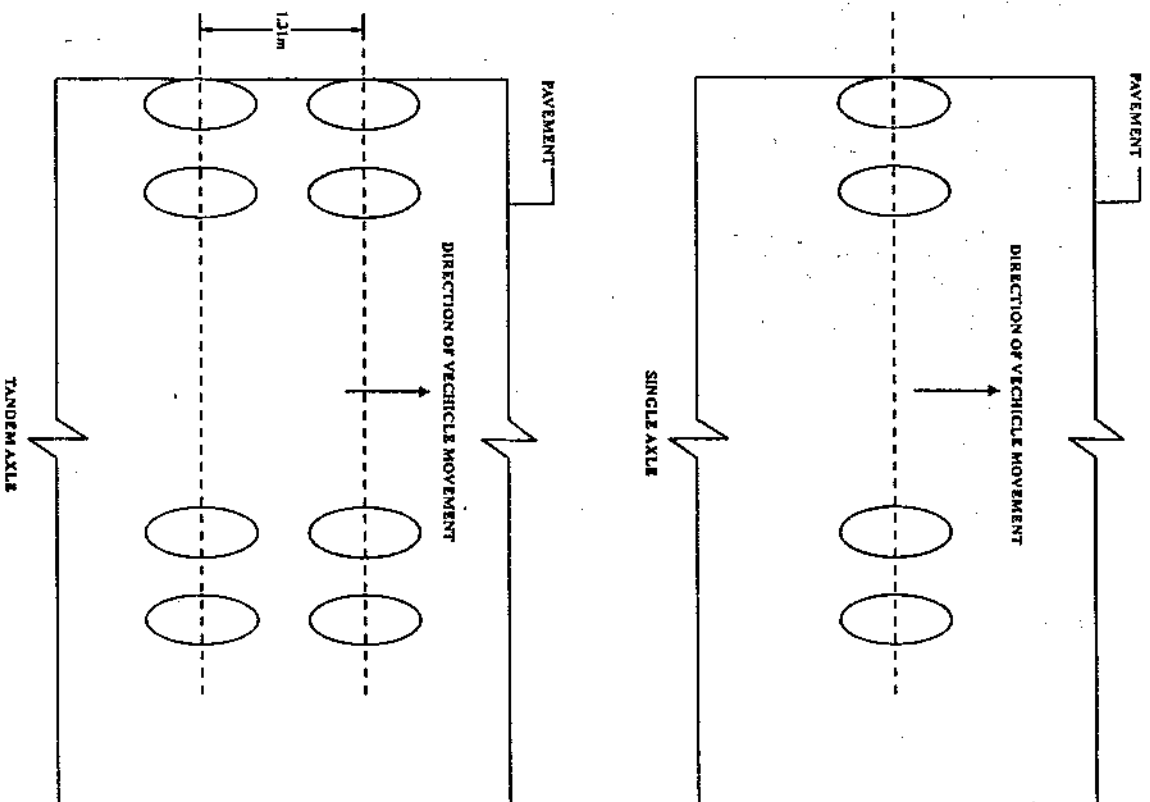 PAVEMENT
DIRECTION OF VECHICLE MOVEMENT
SINGLE AXLE
1.31m
PAVEMENT
DIRECTION OF VECHICLE MOVEMENT
TANDEM AXLE